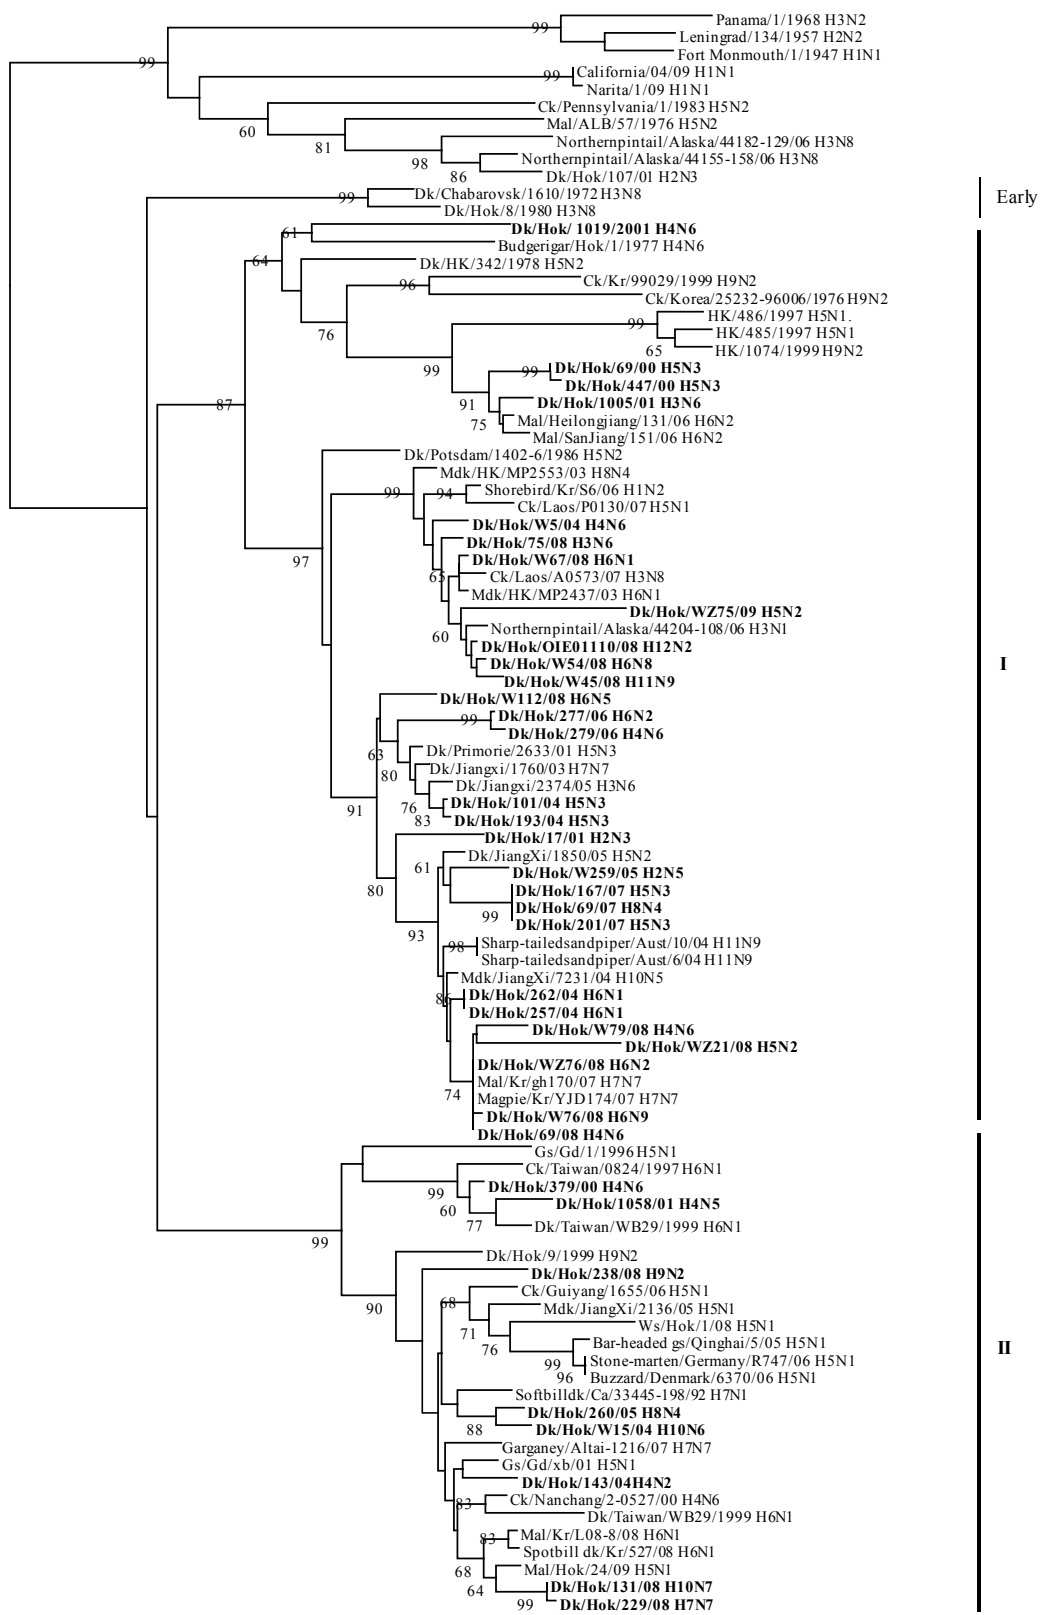 Panama/1/1968 H3N2
99
Leningrad/134/1957 H2N2
Fort Monmouth/1/1947 H1N1
99
California/04/09 H1N1
99
Narita/1/09 H1N1
Ck/Pennsylvania/1/1983 H5N2
60
Mal/ALB/57/1976 H5N2
81
Northernpintail/Alaska/44182-129/06 H3N8
98
Northernpintail/Alaska/44155-158/06 H3N8
86
Dk/Hok/107/01 H2N3
Dk/Chabarovsk/1610/1972 H3N8
99
Early
Dk/Hok/8/1980 H3N8
Dk/Hok/ 1019/2001 H4N6
61
Budgerigar/Hok/1/1977 H4N6
64
Dk/HK/342/1978 H5N2
Ck/Kr/99029/1999 H9N2
96
Ck/Korea/25232-96006/1976 H9N2
HK/486/1997 H5N1.
99
76
HK/485/1997 H5N1
65
HK/1074/1999 H9N2
99
Dk/Hok/69/00 H5N3
99
Dk/Hok/447/00 H5N3
91
Dk/Hok/1005/01 H3N6
87
75
Mal/Heilongjiang/131/06 H6N2
Mal/SanJiang/151/06 H6N2
Dk/Potsdam/1402-6/1986 H5N2
Mdk/HK/MP2553/03 H8N4
99
94
Shorebird/Kr/S6/06 H1N2
Ck/Laos/P0130/07 H5N1
Dk/Hok/W5/04 H4N6
Dk/Hok/75/08 H3N6
97
Dk/Hok/W67/08 H6N1
65
Ck/Laos/A0573/07 H3N8
Mdk/HK/MP2437/03 H6N1
Dk/Hok/WZ75/09 H5N2
60
Northernpintail/Alaska/44204-108/06 H3N1
Dk/Hok/OIE01110/08 H12N2
Dk/Hok/W54/08 H6N8
I
Dk/Hok/W45/08 H11N9
Dk/Hok/W112/08 H6N5
99
Dk/Hok/277/06 H6N2
Dk/Hok/279/06 H4N6
63
Dk/Primorie/2633/01 H5N3
80
Dk/Jiangxi/1760/03 H7N7
Dk/Jiangxi/2374/05 H3N6
91
76
Dk/Hok/101/04 H5N3
83
Dk/Hok/193/04 H5N3
Dk/Hok/17/01 H2N3
Dk/JiangXi/1850/05 H5N2
61
Dk/Hok/W259/05 H2N5
80
Dk/Hok/167/07 H5N3
Dk/Hok/69/07 H8N4
99
Dk/Hok/201/07 H5N3
93
98
Sharp-tailedsandpiper/Aust/10/04 H11N9
Sharp-tailedsandpiper/Aust/6/04 H11N9
Mdk/JiangXi/7231/04 H10N5
86
Dk/Hok/262/04 H6N1
Dk/Hok/257/04 H6N1
Dk/Hok/W79/08 H4N6
Dk/Hok/WZ21/08 H5N2
Dk/Hok/WZ76/08 H6N2
Mal/Kr/gh170/07 H7N7
74
Magpie/Kr/YJD174/07 H7N7
Dk/Hok/W76/08 H6N9
Dk/Hok/69/08 H4N6
Gs/Gd/1/1996 H5N1
Ck/Taiwan/0824/1997 H6N1
99
Dk/Hok/379/00 H4N6
60
Dk/Hok/1058/01 H4N5
77
Dk/Taiwan/WB29/1999 H6N1
99
Dk/Hok/9/1999 H9N2
Dk/Hok/238/08 H9N2
90
Ck/Guiyang/1655/06 H5N1
68
Mdk/JiangXi/2136/05 H5N1
71
Ws/Hok/1/08 H5N1
76
Bar-headed gs/Qinghai/5/05 H5N1
II
99
Stone-marten/Germany/R747/06 H5N1
96
Buzzard/Denmark/6370/06 H5N1
Softbilldk/Ca/33445-198/92 H7N1
Dk/Hok/260/05 H8N4
88
Dk/Hok/W15/04 H10N6
Garganey/Altai-1216/07 H7N7
Gs/Gd/xb/01 H5N1
Dk/Hok/143/04H4N2
83
Ck/Nanchang/2-0527/00 H4N6
Dk/Taiwan/WB29/1999 H6N1
83
Mal/Kr/L08-8/08 H6N1
Spotbill dk/Kr/527/08 H6N1
68
Mal/Hok/24/09 H5N1
64
Dk/Hok/131/08 H10N7
99
Dk/Hok/229/08 H7N7